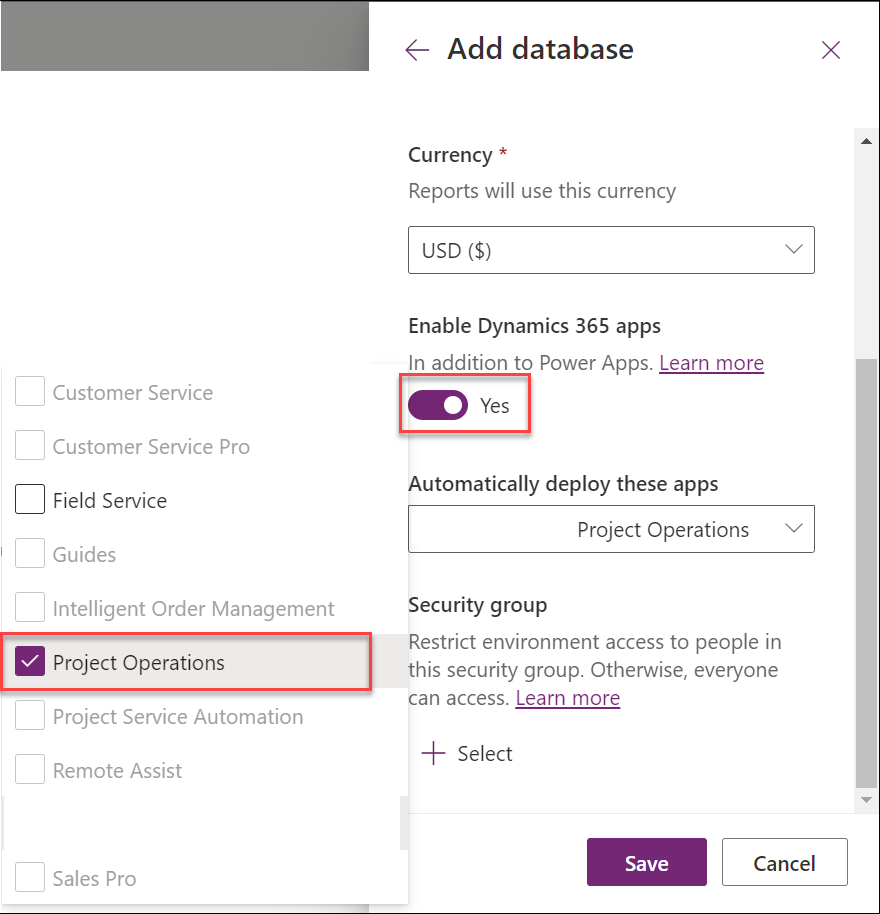 Add database
Currency *
Reports will use this currency
USD ($)
Enable Dynamics 365 apps
In addition to Power Apps. Learn more
Yes
Automatically deploy these apps
Project Operations
Security group
Restrict environment access to people in
this security group. Otherwise, everyone
can access. Learn more
Select
Save
Cancel
Customer Service
Customer Service Pro
Field Service
Guides
Intelligent Order Management
Project Operations
Project Service Automation
Remote Assist
Sales Pro